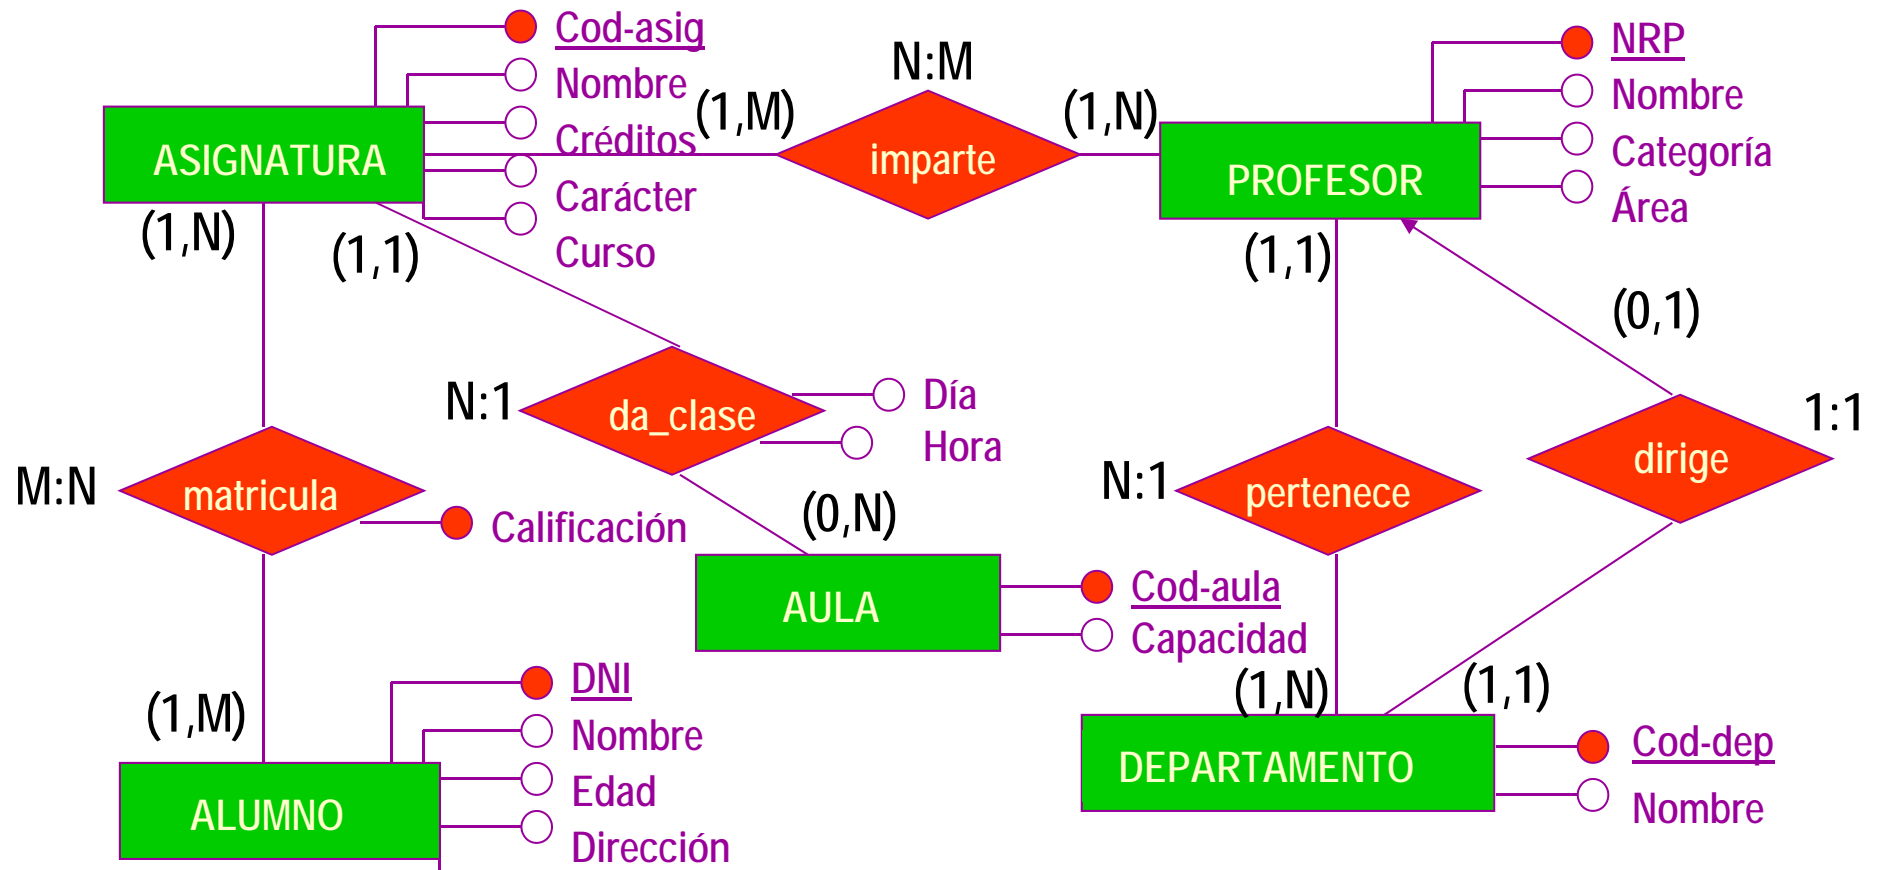 Cod-asig
Nombre
Créditos
Carácter
Curso
ASIGNATURA
(1,M)
N:M
imparte
(1,N)
PROFESOR
NRP
Nombre
Categoría
Área
(1,N)
(1,1)
(1,1)
(0,1)
N:1
da_clase
Día
Hora
1:1
dirige
M:N
matricula
Calificación
N:1
pertenece
(0,N)
AULA
Cod-aula
Capacidad
(1,M)
DNI
Nombre
Edad
Dirección
ALUMNO
(1,N)
(1,1)
DEPARTAMENTO
Cod-dep
Nombre